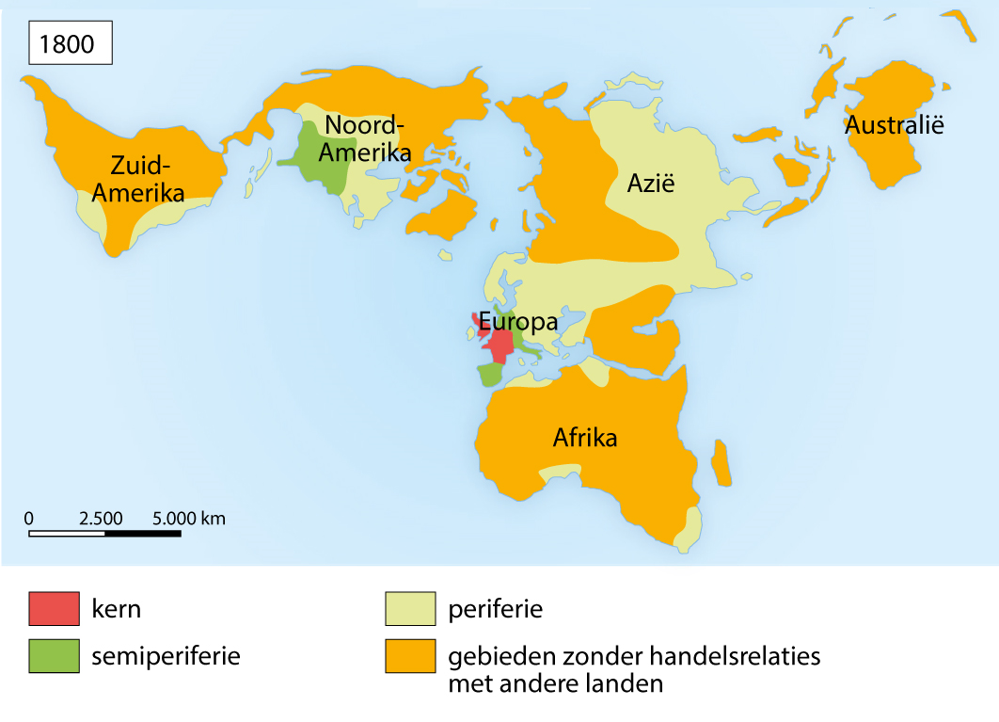 1800
Noord-
Amerika
Australië
Zuid-
Amerika
Azië
Europa
Afrika
0 2.500 5.000 km
kern
periferie
semiperiferie
gebieden zonder handelsrelaties
met andere landen